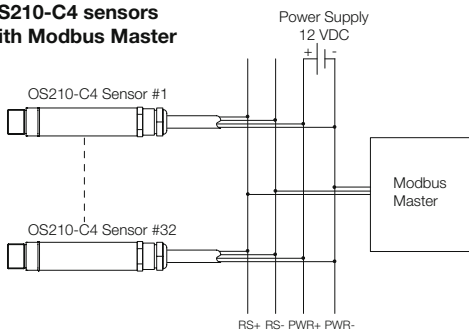 S210-C4 sensors
ith Modbus Master
Power Supply
12 VDC
+ -
OS210-C4 Sensor #1
Modbus
Master
OS210-C4 Sensor #32
RS+ RS- PWR+ PWR-